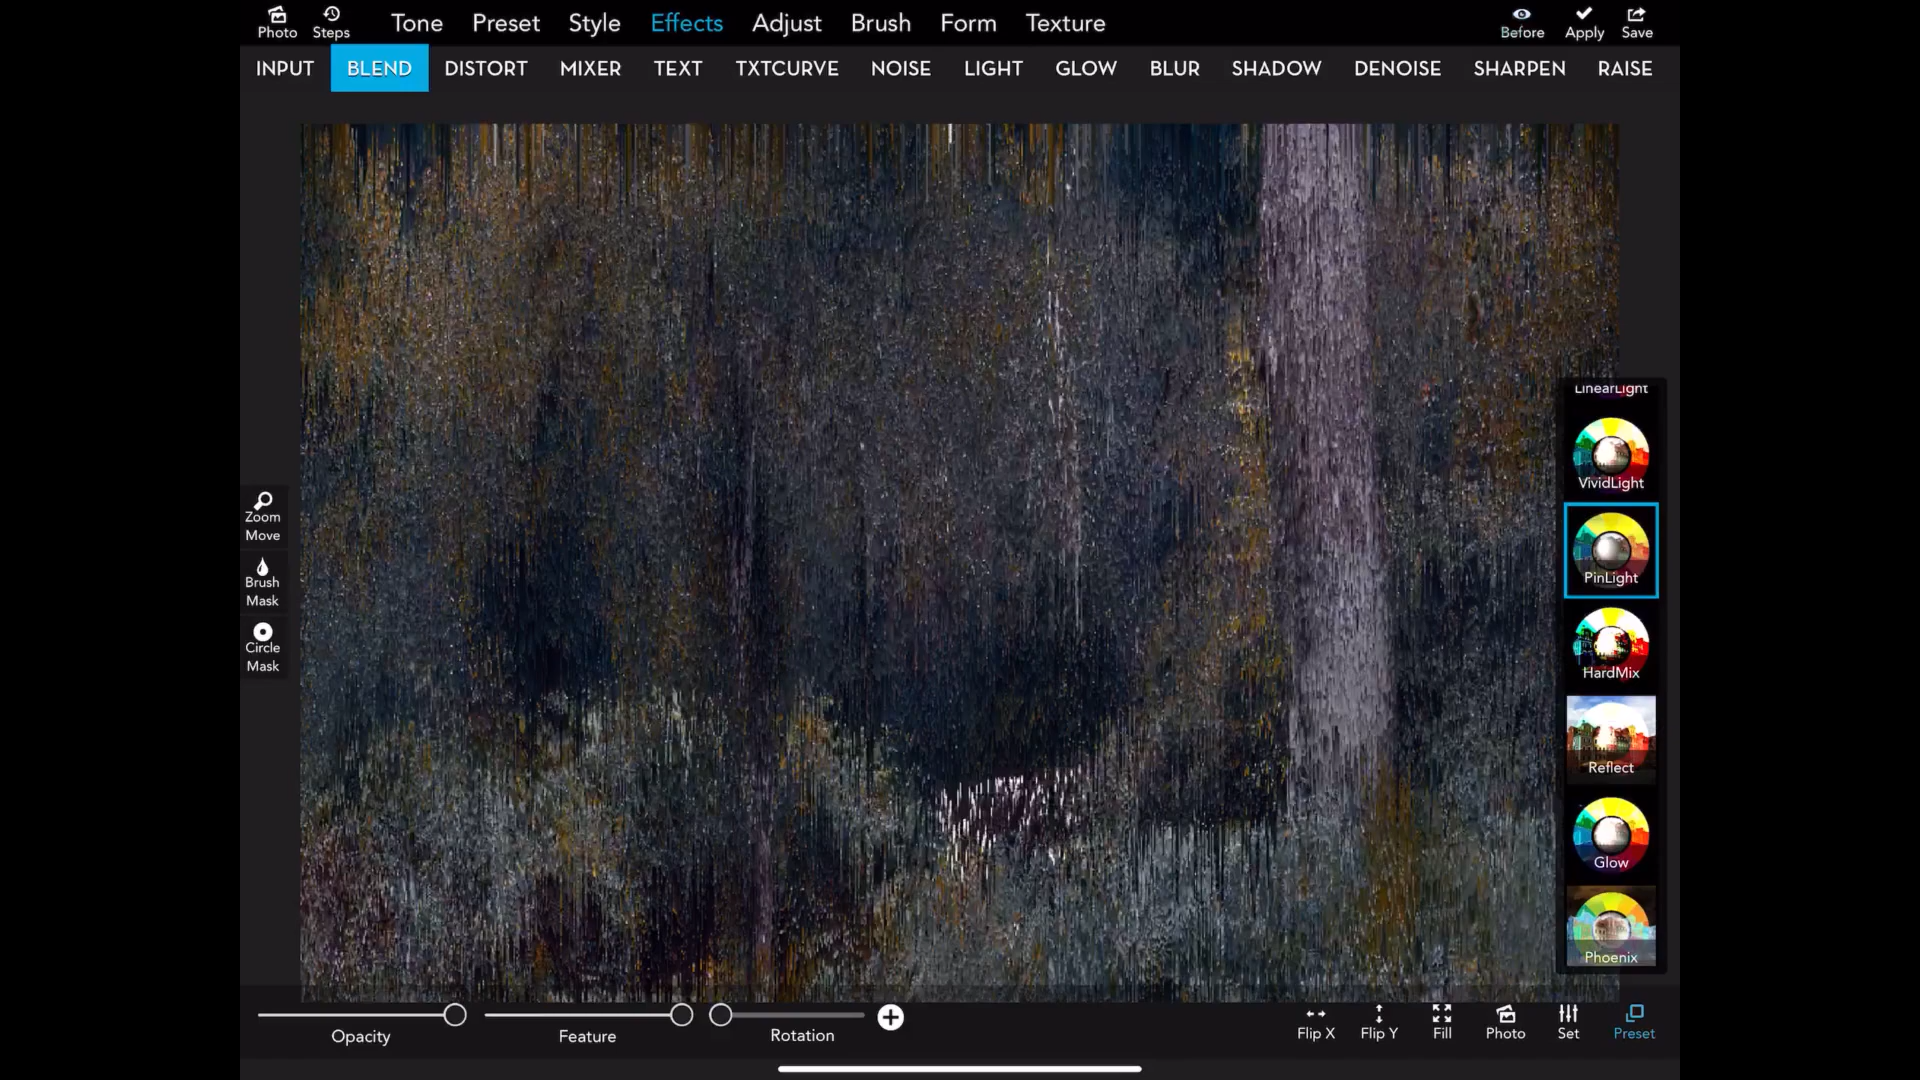 Photo
Steps
Tone
Preset
Style
Effects
Adjust
Brush
Form
Texture
Before
Apply
Save
INPUT
BLEND
DISTORT
MIXER
TEXT
TXTCURVE
NOISE
LIGHT
GLOW
BLUR
SHADOW
DENOISE
SHARPEN
RAISE
LinearLight
VividLight
PinLight
HardMix
Reflect
Glow
Phoenix
Zoom
Move
Brush
Mask
Circle
Mask
Opacity
Feature
Rotation
Flip X
Flip Y
Fill
Photo
Set
Preset